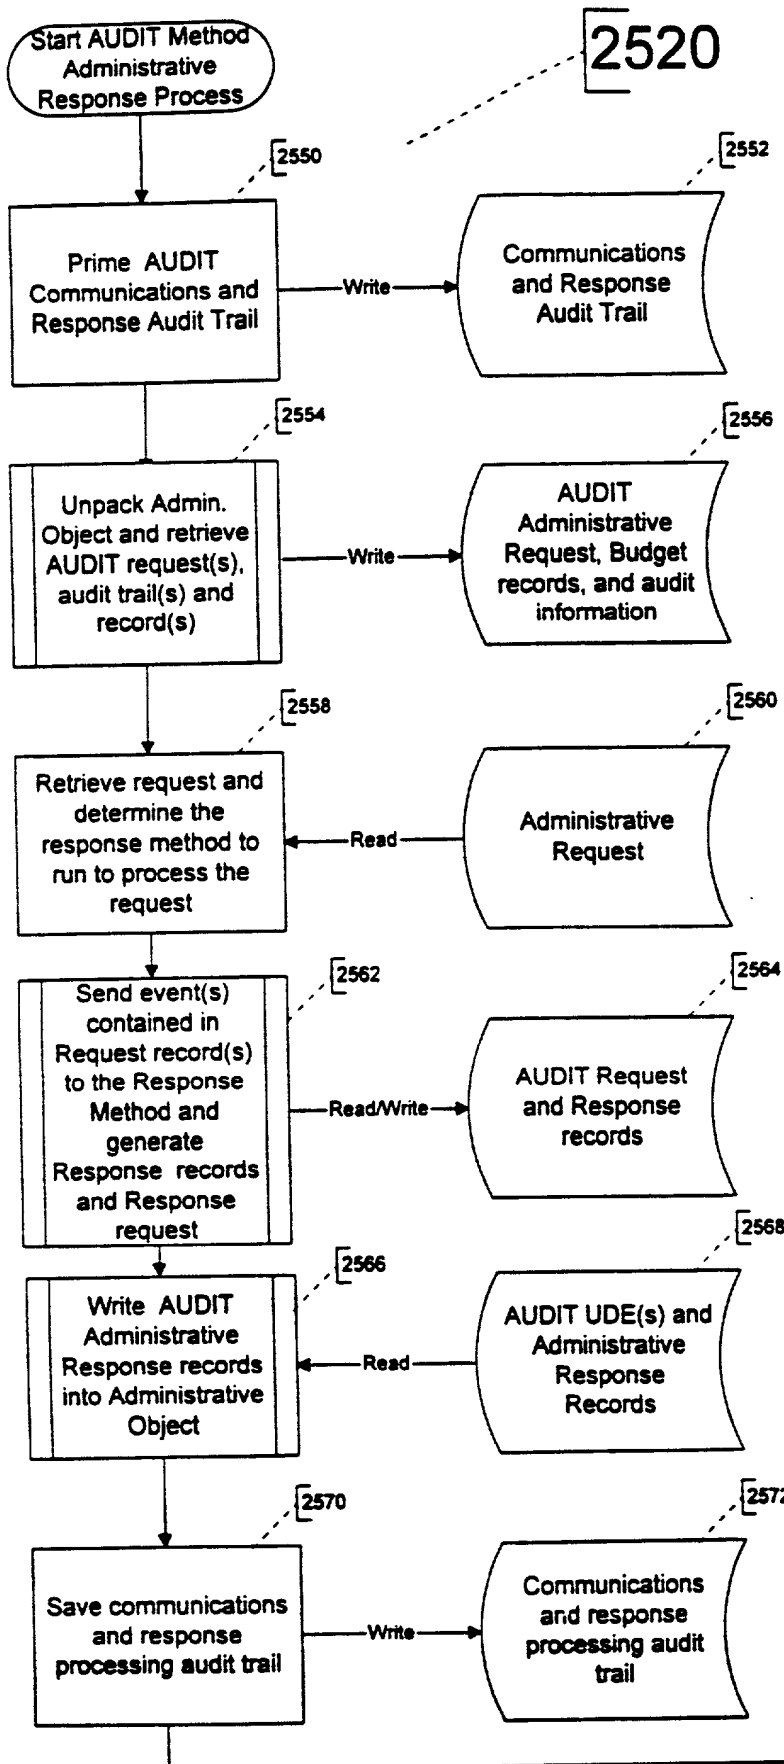 Start AUDIT Method
Administrative
Response Process
2520
2550
2552
Prime AUDIT
Communications and
Response Audit Trail
Write
Communications
and Response
Audit Trail
2554
2556
Unpack Admin.
Object and retrieve
AUDIT request(s),
audit trail(s) and
record(s)
Write
AUDIT
Administrative
Request, Budget
records, and audit
information
2558
2560
Retrieve request and
determine the
response method to
run to process the
request
Read
Administrative
Request
2562
2564
Send event(s)
contained in
Request record(s)
to the Response
Method and
generate
Response records
and Response
request
Read/Write
AUDIT Request
and Response
records
2566
2568
Write AUDIT
Administrative
Response records
into Administrative
Object
Read
AUDIT UDE(s) and
Administrative
Response
Records
2570
2572
Save communications
and response
processing audit trail
Write
Communications
and response
processing audit
trail